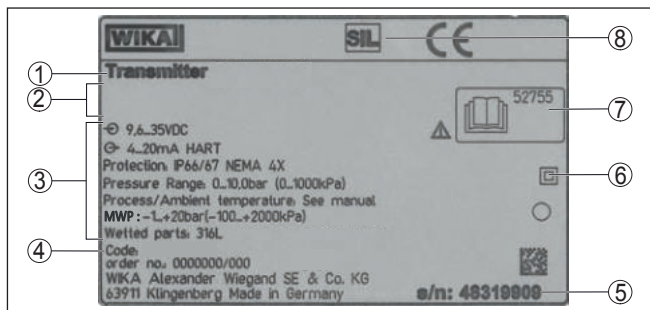 WIKAI
SIL
CE
8
1
Transmitter
2
52755
7
9,6...35VDC
4...20mA HART
Protection: IP66/67 NEMA 4X
3
Pressure Range: 0...10,0bar (0...1000kPa)
6
Process/Ambient temperature: See manual
MWP : -1...+20bar(-100...+2000kPa)
Wetted parts: 316L
4
Code:
order no.: 0000000/000
WIKA Alexander Wiegand SE & Co. KG
63911 Klingenberg Made in Germany
s/n: 46319909
5